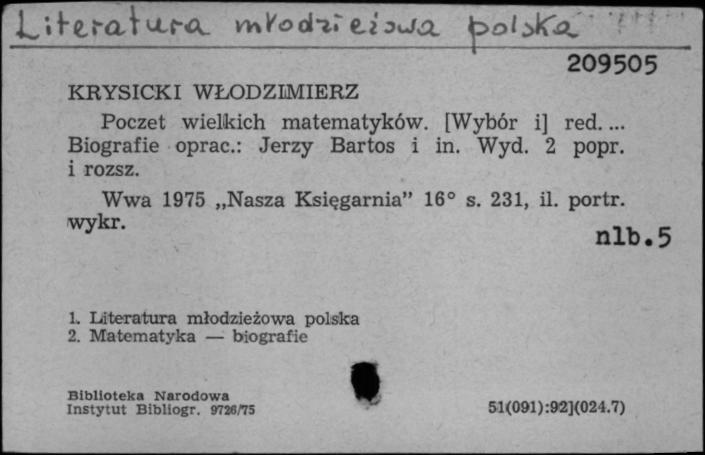 Literatura młodzieżowa polska
209505
KRYSICKI WŁODZIMIERZ
Poczet wielkich matematyków. [Wybór i] red. ...
Biografie oprac.: Jerzy Bartos i in. Wyd. 2 popr.
i rozsz.
Wwa 1975 „Nasza Księgarnia” 16° s. 231, il. portr.
wykr.
nlb.5
1. Literatura młodzieżowa polska
2. Matematyka — biografie
Biblioteka Narodowa
Instytut Bibliogr. 9726/75
51(091):92](024.7)